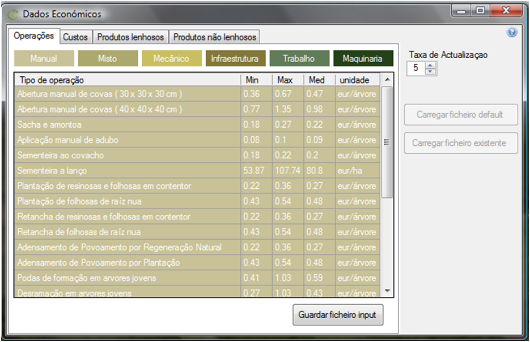 Dados Económicos
Operações Custos Produtos lenhosos Produtos não lenhosos
Manual Misto Mecânico Infraestrutura Trabalho Maquinaria
Tipo de operação Min Max Med unidade
Abertura manual de covas ( 30 x 30 x 30 cm ) 0.36 0.67 0.47 eur/árvore
Abertura manual de covas ( 40 x 40 x 40 cm ) 0.77 1.35 0.98 eur/árvore
Sacha e amontoa 0.18 0.27 0.22 eur/árvore
Aplicação manual de adubo 0.08 0.1 0.09 eur/árvore
Sementeira ao covacho 0.18 0.22 0.2 eur/árvore
Sementeira a lanço 53.87 107.74 80.8 eur/ha
Plantação de resinosas e folhosas em contentor 0.22 0.36 0.27 eur/árvore
Plantação de folhosas de raíz nua 0.43 0.54 0.48 eur/árvore
Retancha de resinosas e folhosas em contentor 0.22 0.36 0.27 eur/árvore
Retancha de folhosas de raíz nua 0.43 0.54 0.48 eur/árvore
Adensamento de Povoamento por Regeneração Natural 0.22 0.36 0.27 eur/árvore
Adensamento de Povoamento por Plantação 0.43 0.54 0.48 eur/árvore
Podas de formação em arvores jovens 0.41 1.03 0.59 eur/árvore
Desramação em arvores jovens 0.27 1.03 0.43 eur/árvore
Guardar ficheiro input
Taxa de Actualizaçao
5
Carregar ficheiro default
Carregar ficheiro existente